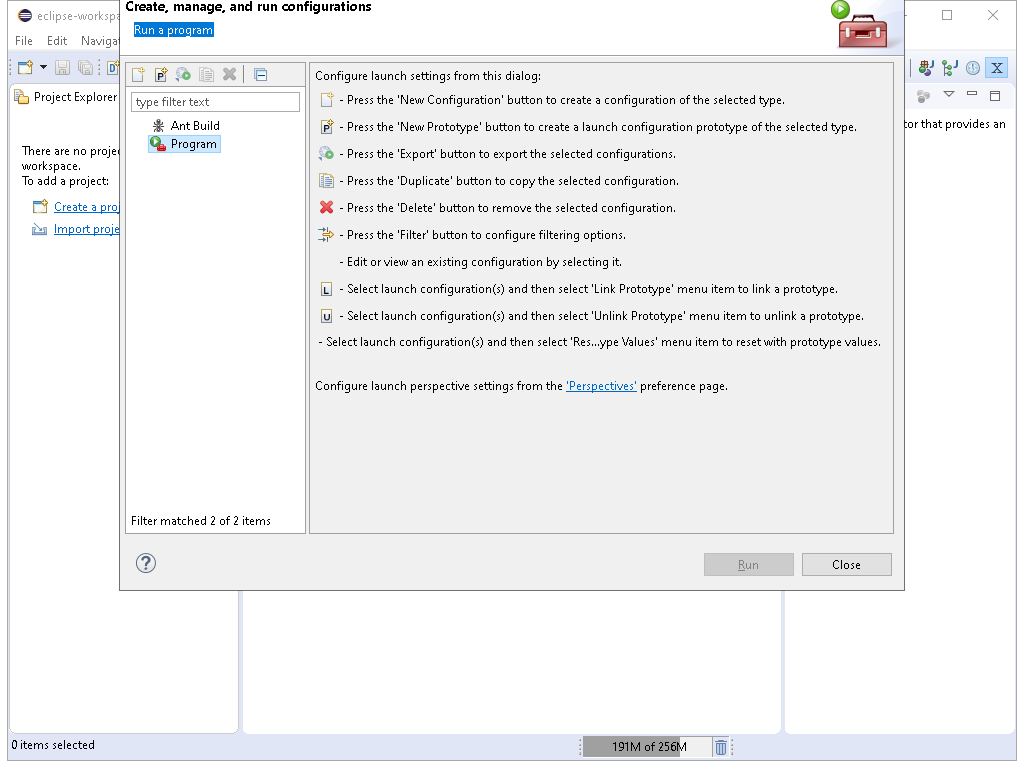 eclipse-workspa
Create, manage, and run configurations
Run a program
File Edit Navigat
Project Explorer
type filter text
Ant Build
Program
Filter matched 2 of 2 items
There are no proje
workspace.
To add a project:
Create a proj
Import proje
Configure launch settings from this dialog:
- Press the 'New Configuration' button to create a configuration of the selected type.
- Press the 'New Prototype' button to create a launch configuration prototype of the selected type.
- Press the 'Export' button to export the selected configurations.
- Press the 'Duplicate' button to copy the selected configuration.
- Press the 'Delete' button to remove the selected configuration.
- Press the 'Filter' button to configure filtering options.
- Edit or view an existing configuration by selecting it.
- Select launch configuration(s) and then select 'Link Prototype' menu item to link a prototype.
- Select launch configuration(s) and then select 'Unlink Prototype' menu item to unlink a prototype.
- Select launch configuration(s) and then select 'Res...ype Values' menu item to reset with prototype values.
Configure launch perspective settings from the 'Perspectives' preference page.
tor that provides an
Run Close
0 items selected
191M of 256M